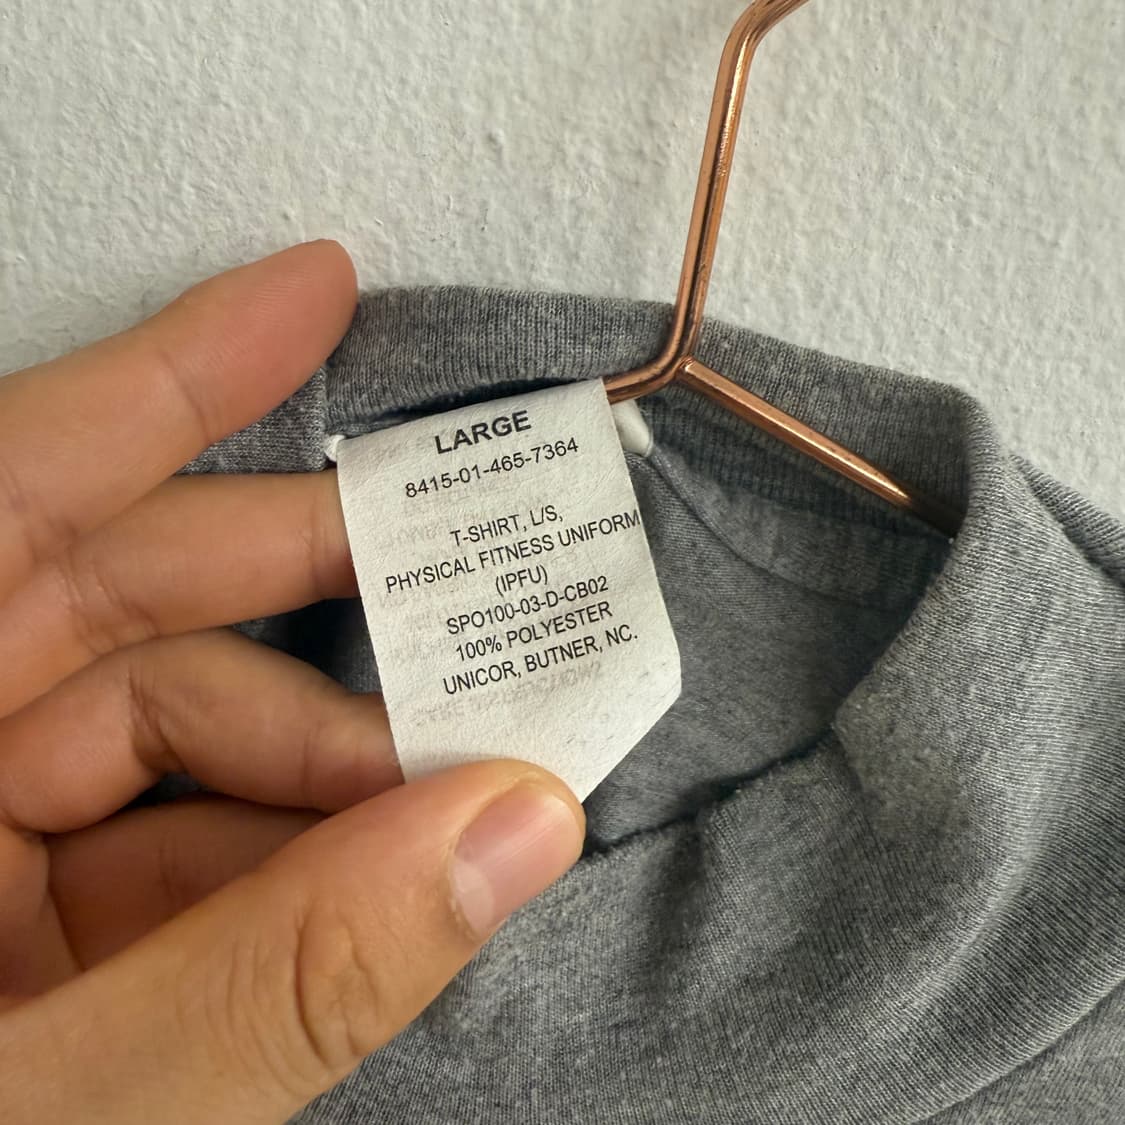 LARGE
8415-01-465-7364
T-SHIRT, L/S,
PHYSICAL FITNESS UNIFORM
(IPFU)
SPO100-03-D-CB02
100% POLYESTER
UNICOR, BUTNER, NC.